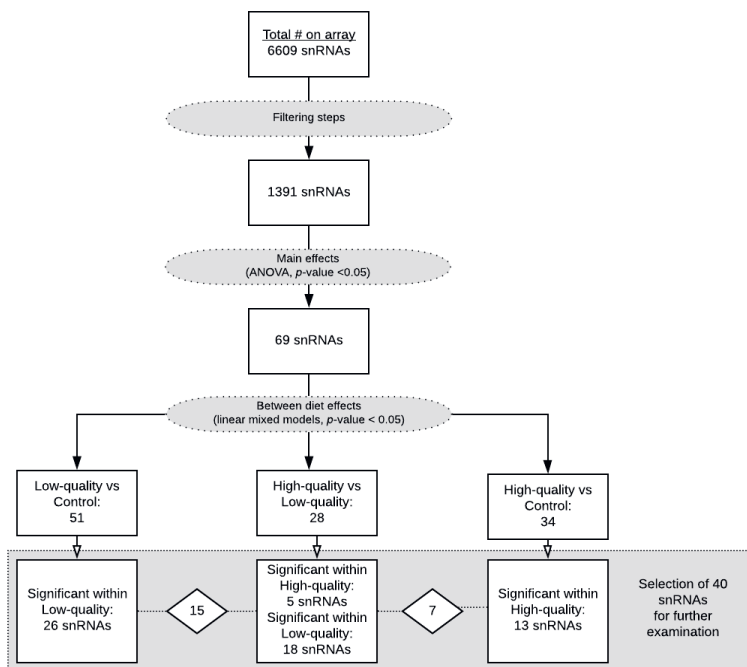 Total # on array
6609 snRNAs
Filtering steps
1391 snRNAs
Main effects
(ANOVA, p-value <0.05)
69 snRNAs
Between diet effects
(linear mixed models, p-value < 0.05)
Low-quality vs
Control:
51
High-quality vs
Low-quality:
28
High-quality vs
Control:
34
Significant within
Low-quality:
26 snRNAs
15
Significant within
High-quality:
5 snRNAs
Significant within
Low-quality:
18 snRNAs
7
Significant within
High-quality:
13 snRNAs
Selection of 40
snRNAs
for further
examination